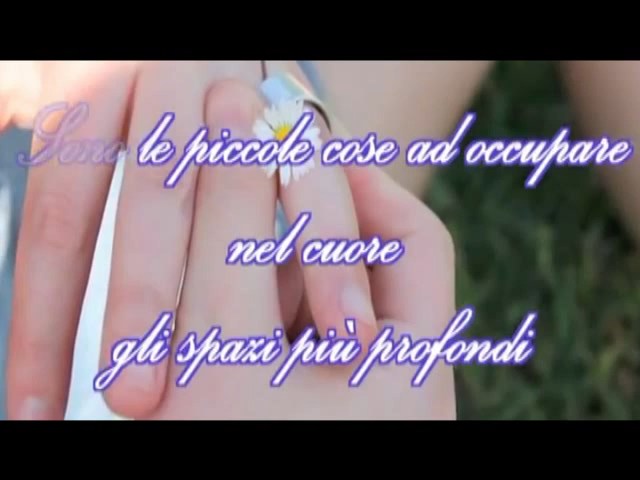 Sono le piccole cose ad occupare
nel cuore
gli spazi più profondi